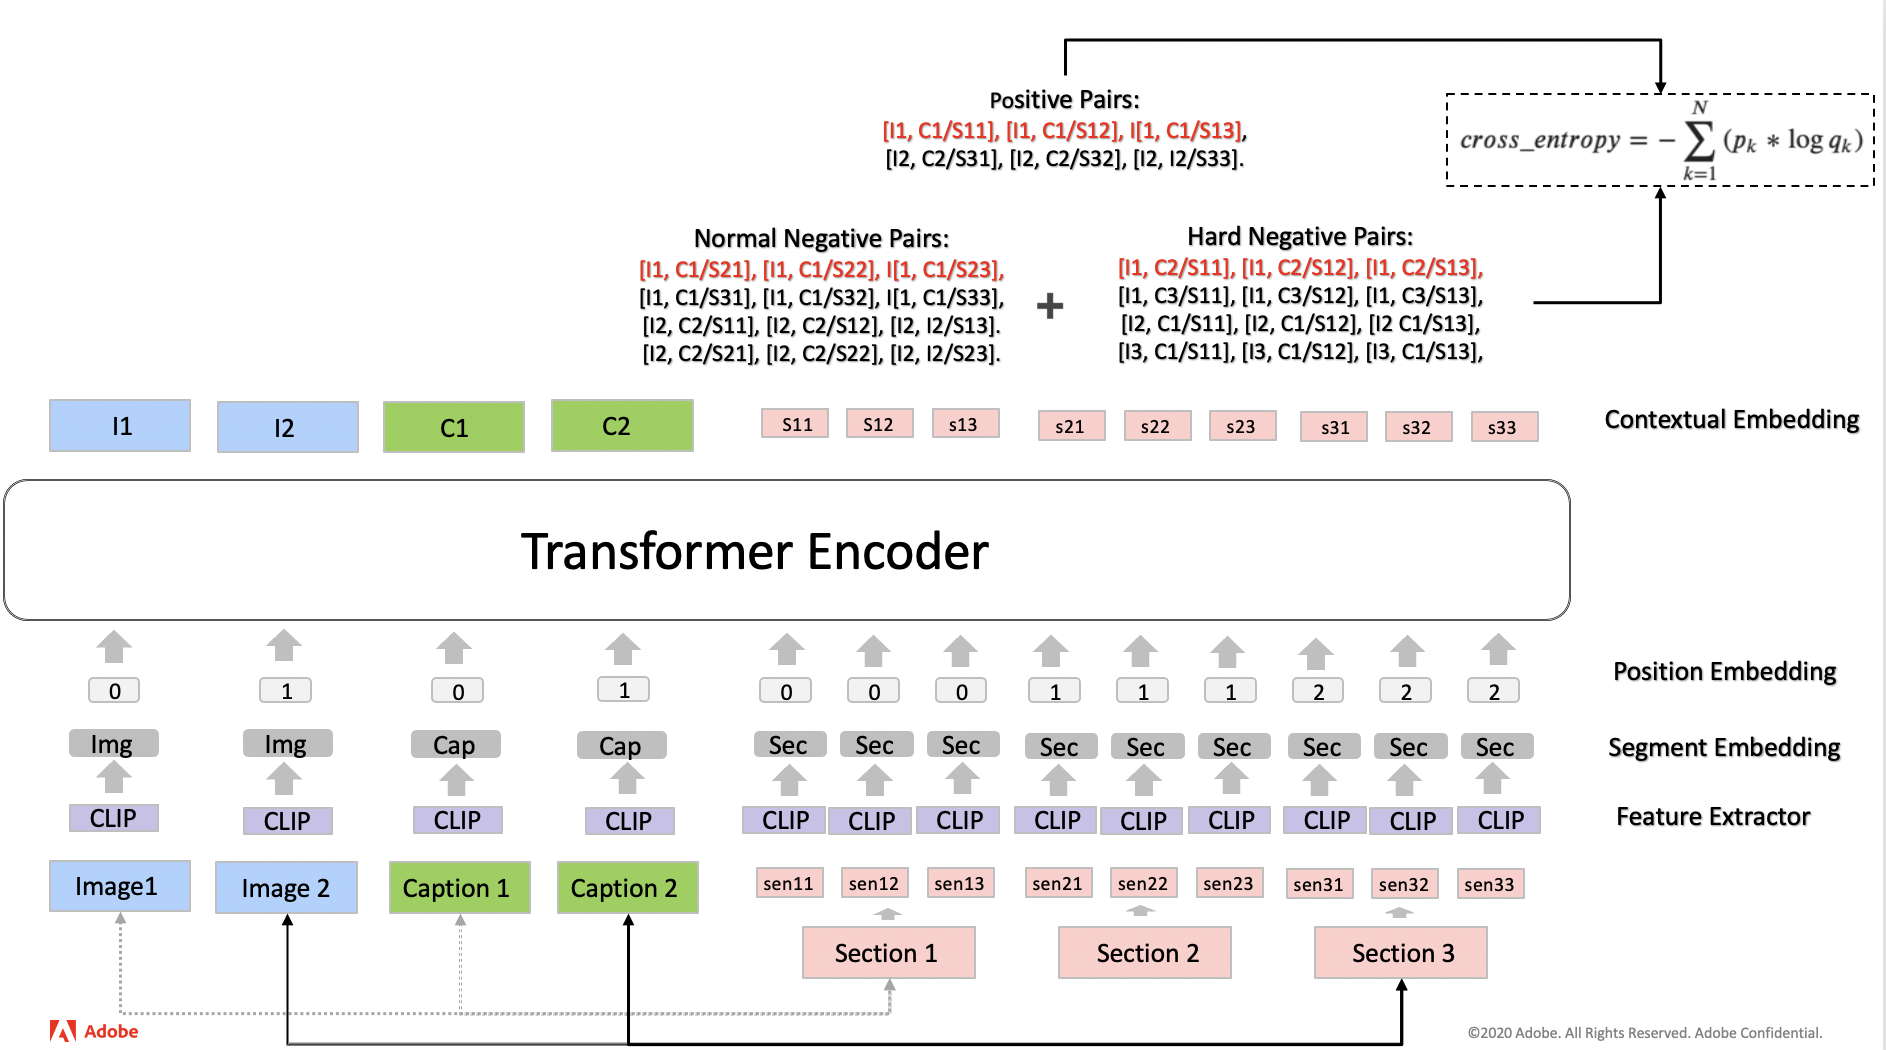 Positive Pairs:
[I1, C1/S11], [I1, C1/S12], I[1, C1/S13],
[I2, C2/S31], [I2, C2/S32], [I2, I2/S33].
cross_entropy = - \sum_{k=1}^{N} (p_k * log q_k)
Normal Negative Pairs:
[I1, C1/S21], [I1, C1/S22], I[1, C1/S23],
[I1, C1/S31], [I1, C1/S32], I[1, C1/S33],
[I2, C2/S11], [I2, C2/S12], [I2, I2/S13].
[I2, C2/S21], [I2, C2/S22], [I2, I2/S23].
+
Hard Negative Pairs:
[I1, C2/S11], [I1, C2/S12], [I1, C2/S13],
[I1, C3/S11], [I1, C3/S12], [I1, C3/S13],
[I2, C1/S11], [I2, C1/S12], [I2 C1/S13],
[I3, C1/S11], [I3, C1/S12], [I3, C1/S13],
I1 I2 C1 C2 S11 S12 s13 s21 s22 s23 s31 s32 s33 Contextual Embedding
Transformer Encoder
0 1 0 1 0 0 0 1 1 1 2 2 2 Position Embedding
Img Img Cap Cap Sec Sec Sec Sec Sec Sec Sec Sec Sec Segment Embedding
CLIP CLIP CLIP CLIP CLIP CLIP CLIP CLIP CLIP CLIP CLIP CLIP CLIP Feature Extractor
Image1 Image 2 Caption 1 Caption 2 sen11 sen12 sen13 sen21 sen22 sen23 sen31 sen32 sen33
Section 1 Section 2 Section 3
Adobe
©2020 Adobe. All Rights Reserved. Adobe Confidential.